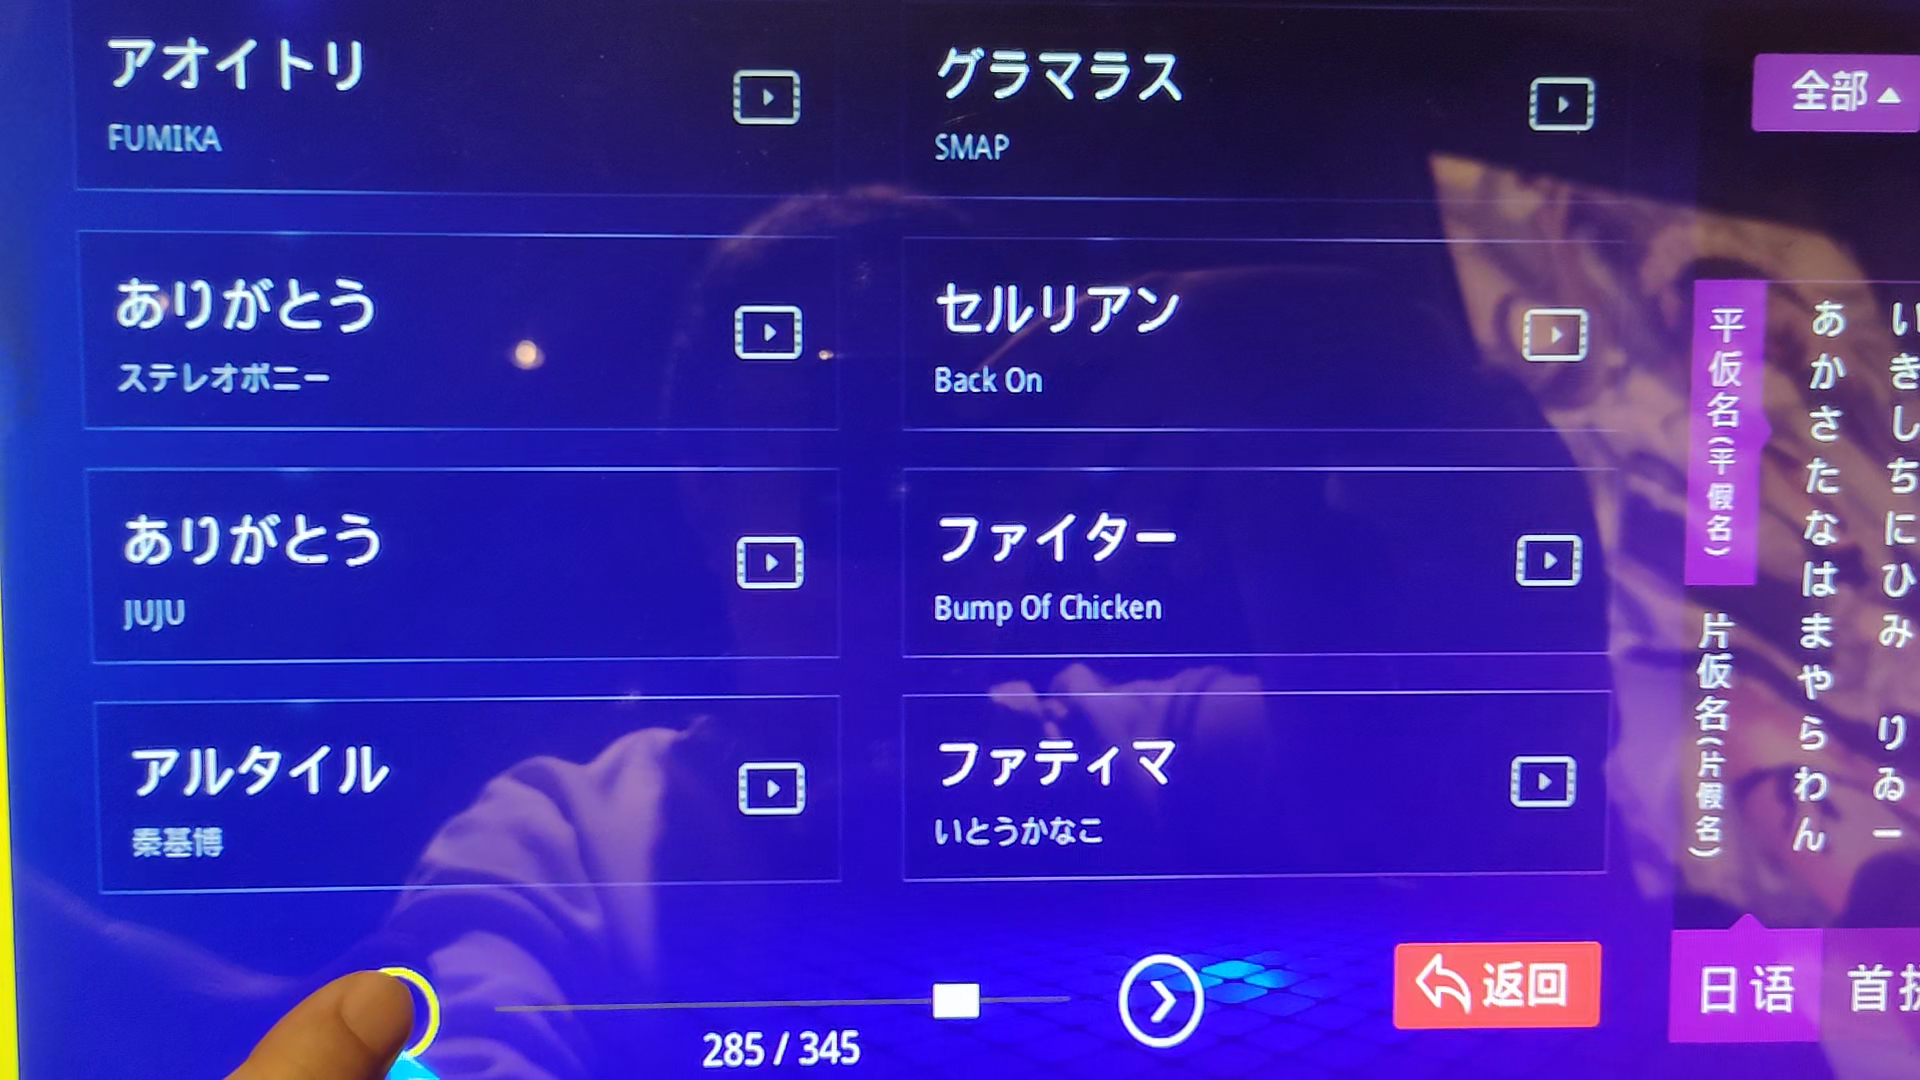 アオイトリ
FUMIKA
グラマラス
SMAP
ありがとう
ステレオポニー
セルリアン
Back On
ありがとう
JUJU
ファイター
Bump Of Chicken
アルタイル
秦基博
ファティマ
いとうかなこ
285 / 345
返回
全部
平仮名(平假名)
片仮名(片假名)
あかさたなはまやらわん
いきしちにひみ りゐー
日语
首